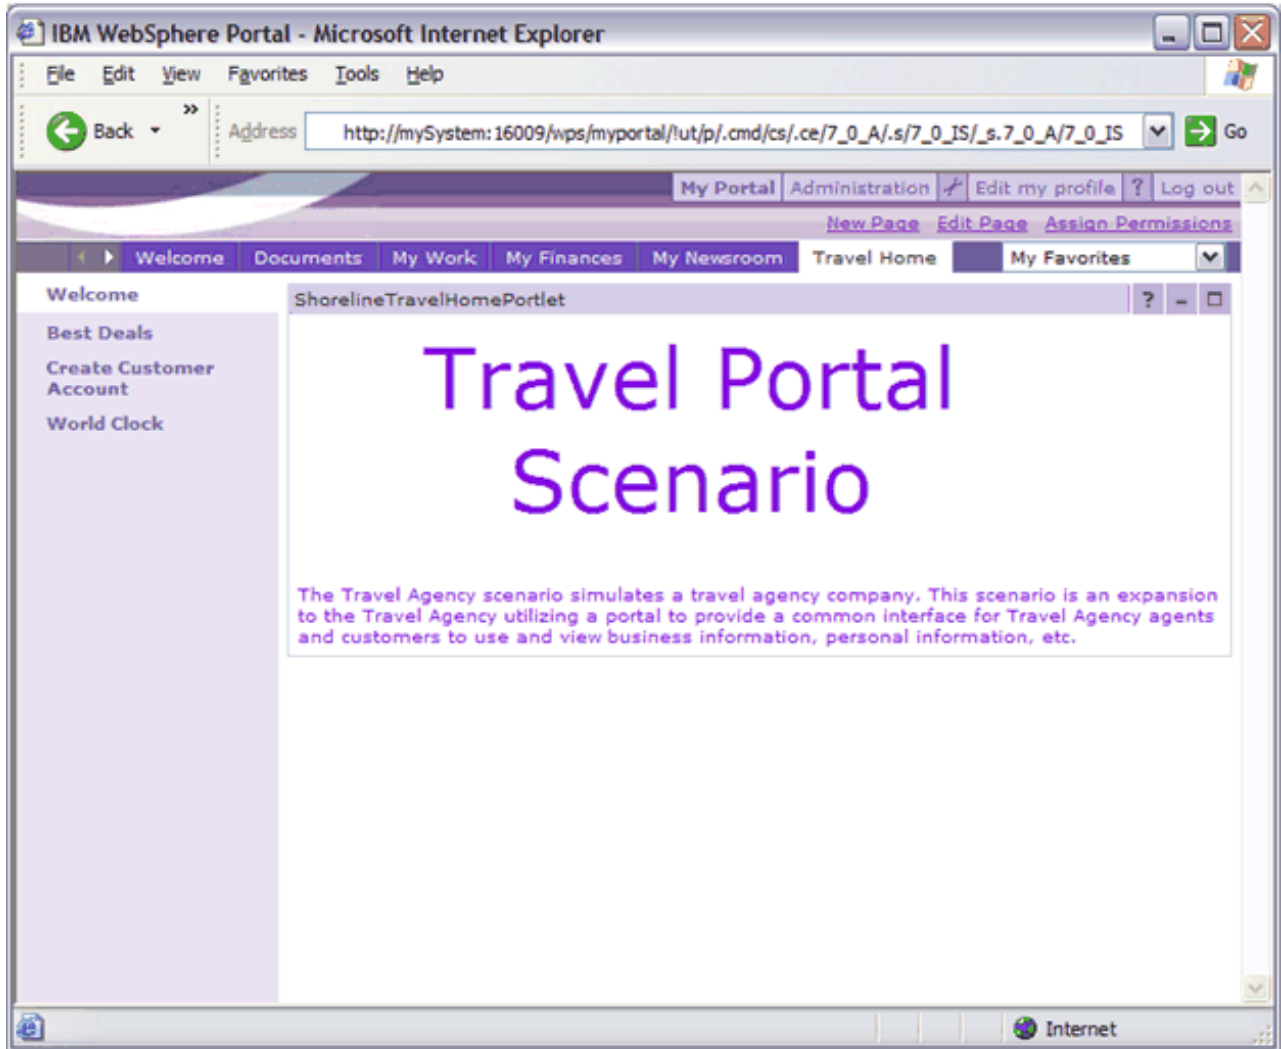 IBM WebSphere Portal - Microsoft Internet Explorer
File Edit View Favorites Tools Help
Back » Address http://mySystem:16009/wps/myportal/!ut/p/.cmd/cs/.ce/7_0_A/.s/7_0_IS/_s.7_0_A/7_0_IS Go
My Portal Administration Edit my profile ? Log out
New Page Edit Page Assign Permissions
Welcome Documents My Work My Finances My Newsroom Travel Home My Favorites
Welcome
Best Deals
Create Customer
Account
World Clock
ShorelineTravelHomePortlet ?
Travel Portal
Scenario
The Travel Agency scenario simulates a travel agency company. This scenario is an expansion
to the Travel Agency utilizing a portal to provide a common interface for Travel Agency agents
and customers to use and view business information, personal information, etc.
Internet